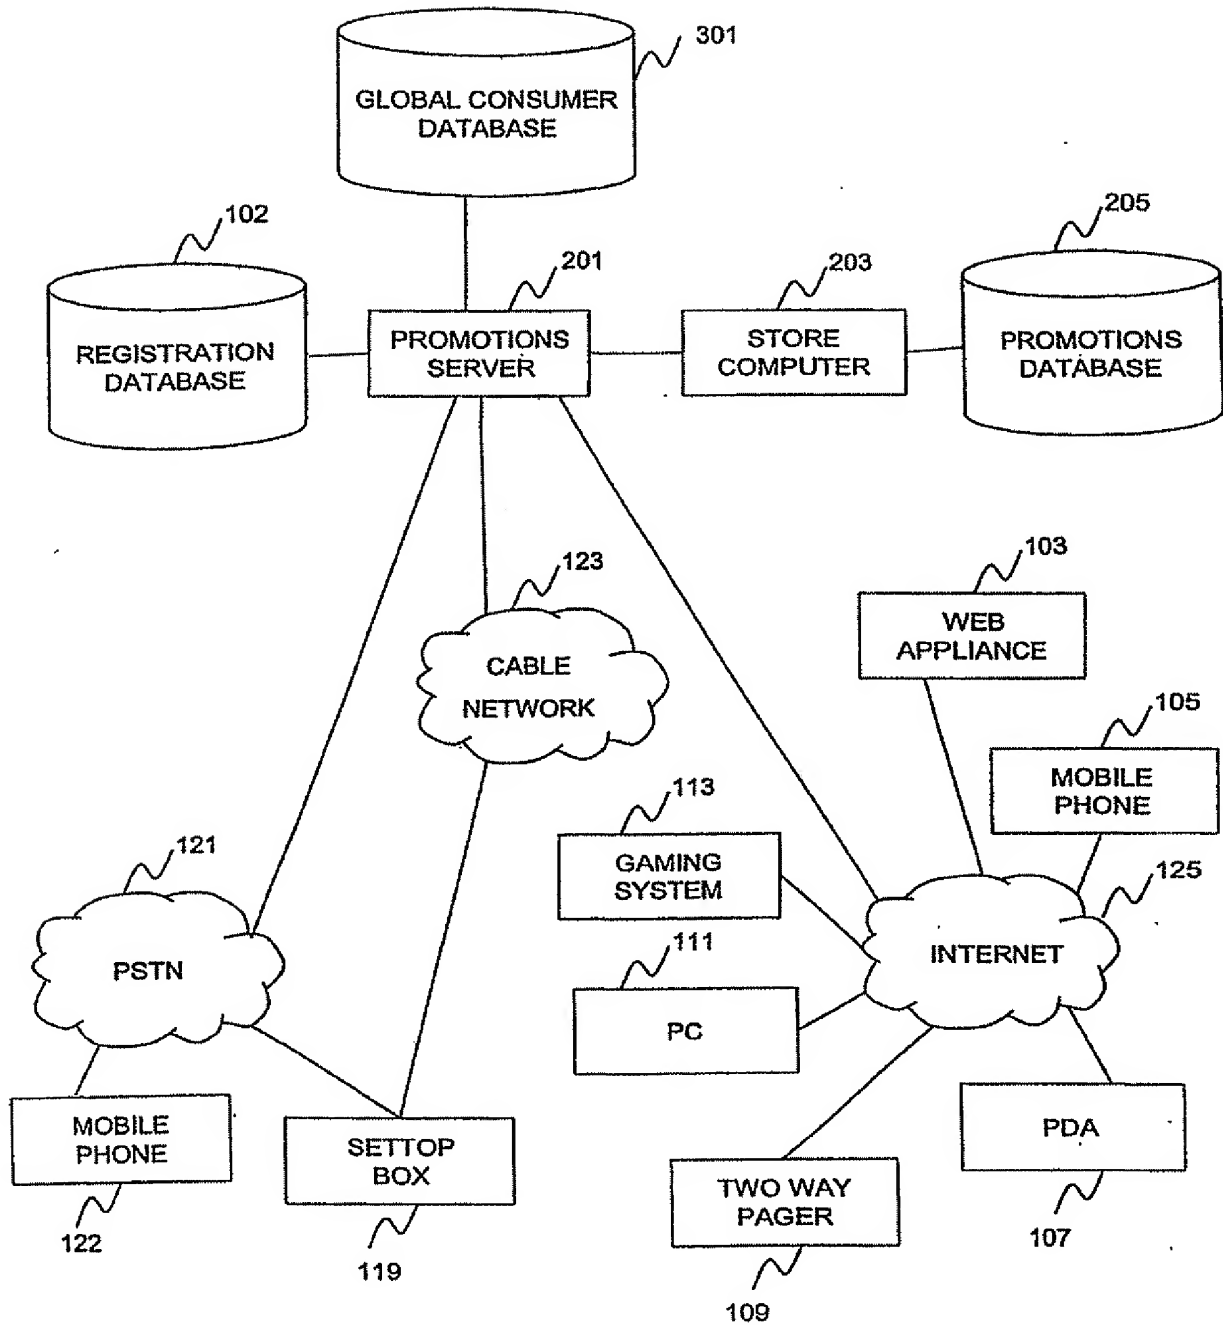 301
GLOBAL CONSUMER
DATABASE
102
REGISTRATION
DATABASE
201
PROMOTIONS
SERVER
203
STORE
COMPUTER
205
PROMOTIONS
DATABASE
123
CABLE
NETWORK
103
WEB
APPLIANCE
105
MOBILE
PHONE
113
GAMING
SYSTEM
121
PSTN
125
INTERNET
111
PC
MOBILE
PHONE
122
SETTOP
BOX
119
TWO WAY
PAGER
109
PDA
107